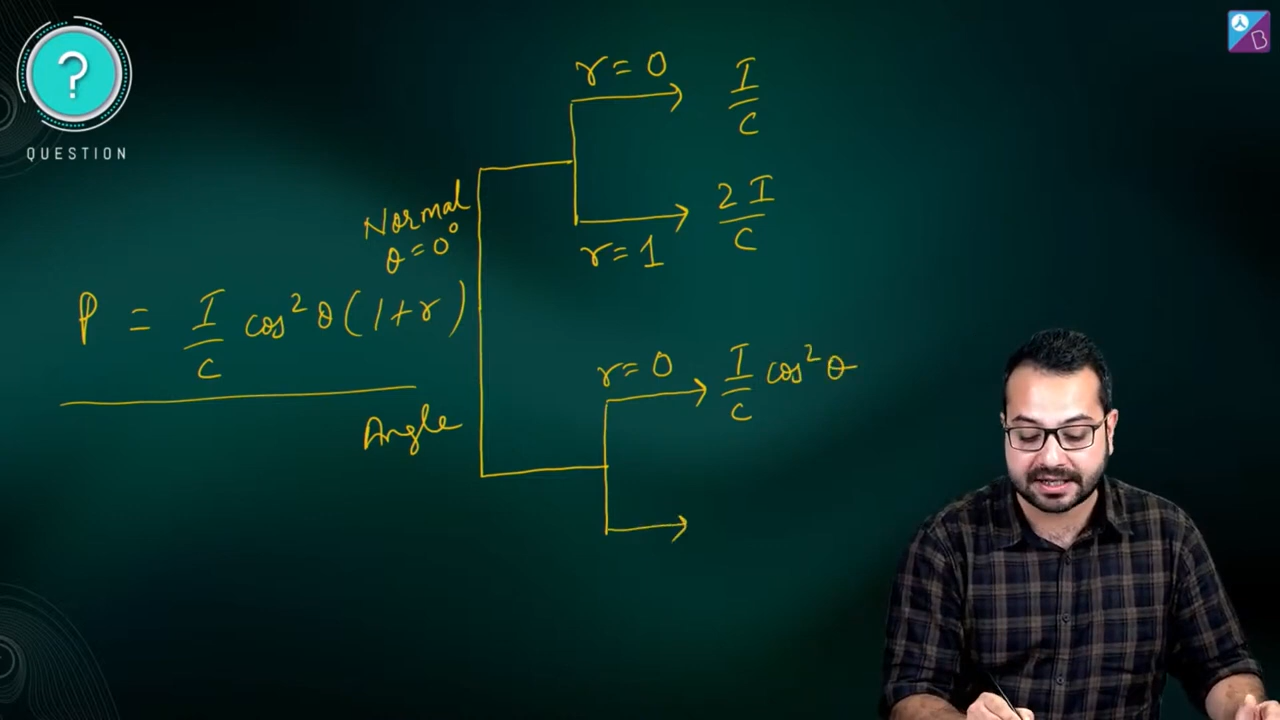 QUESTION
r = 0
I/c
Normal
θ = 0°
2I/c
r = 1
P = I/c cos²θ (1+r)
r = 0
I/c cos²θ
Angle
B